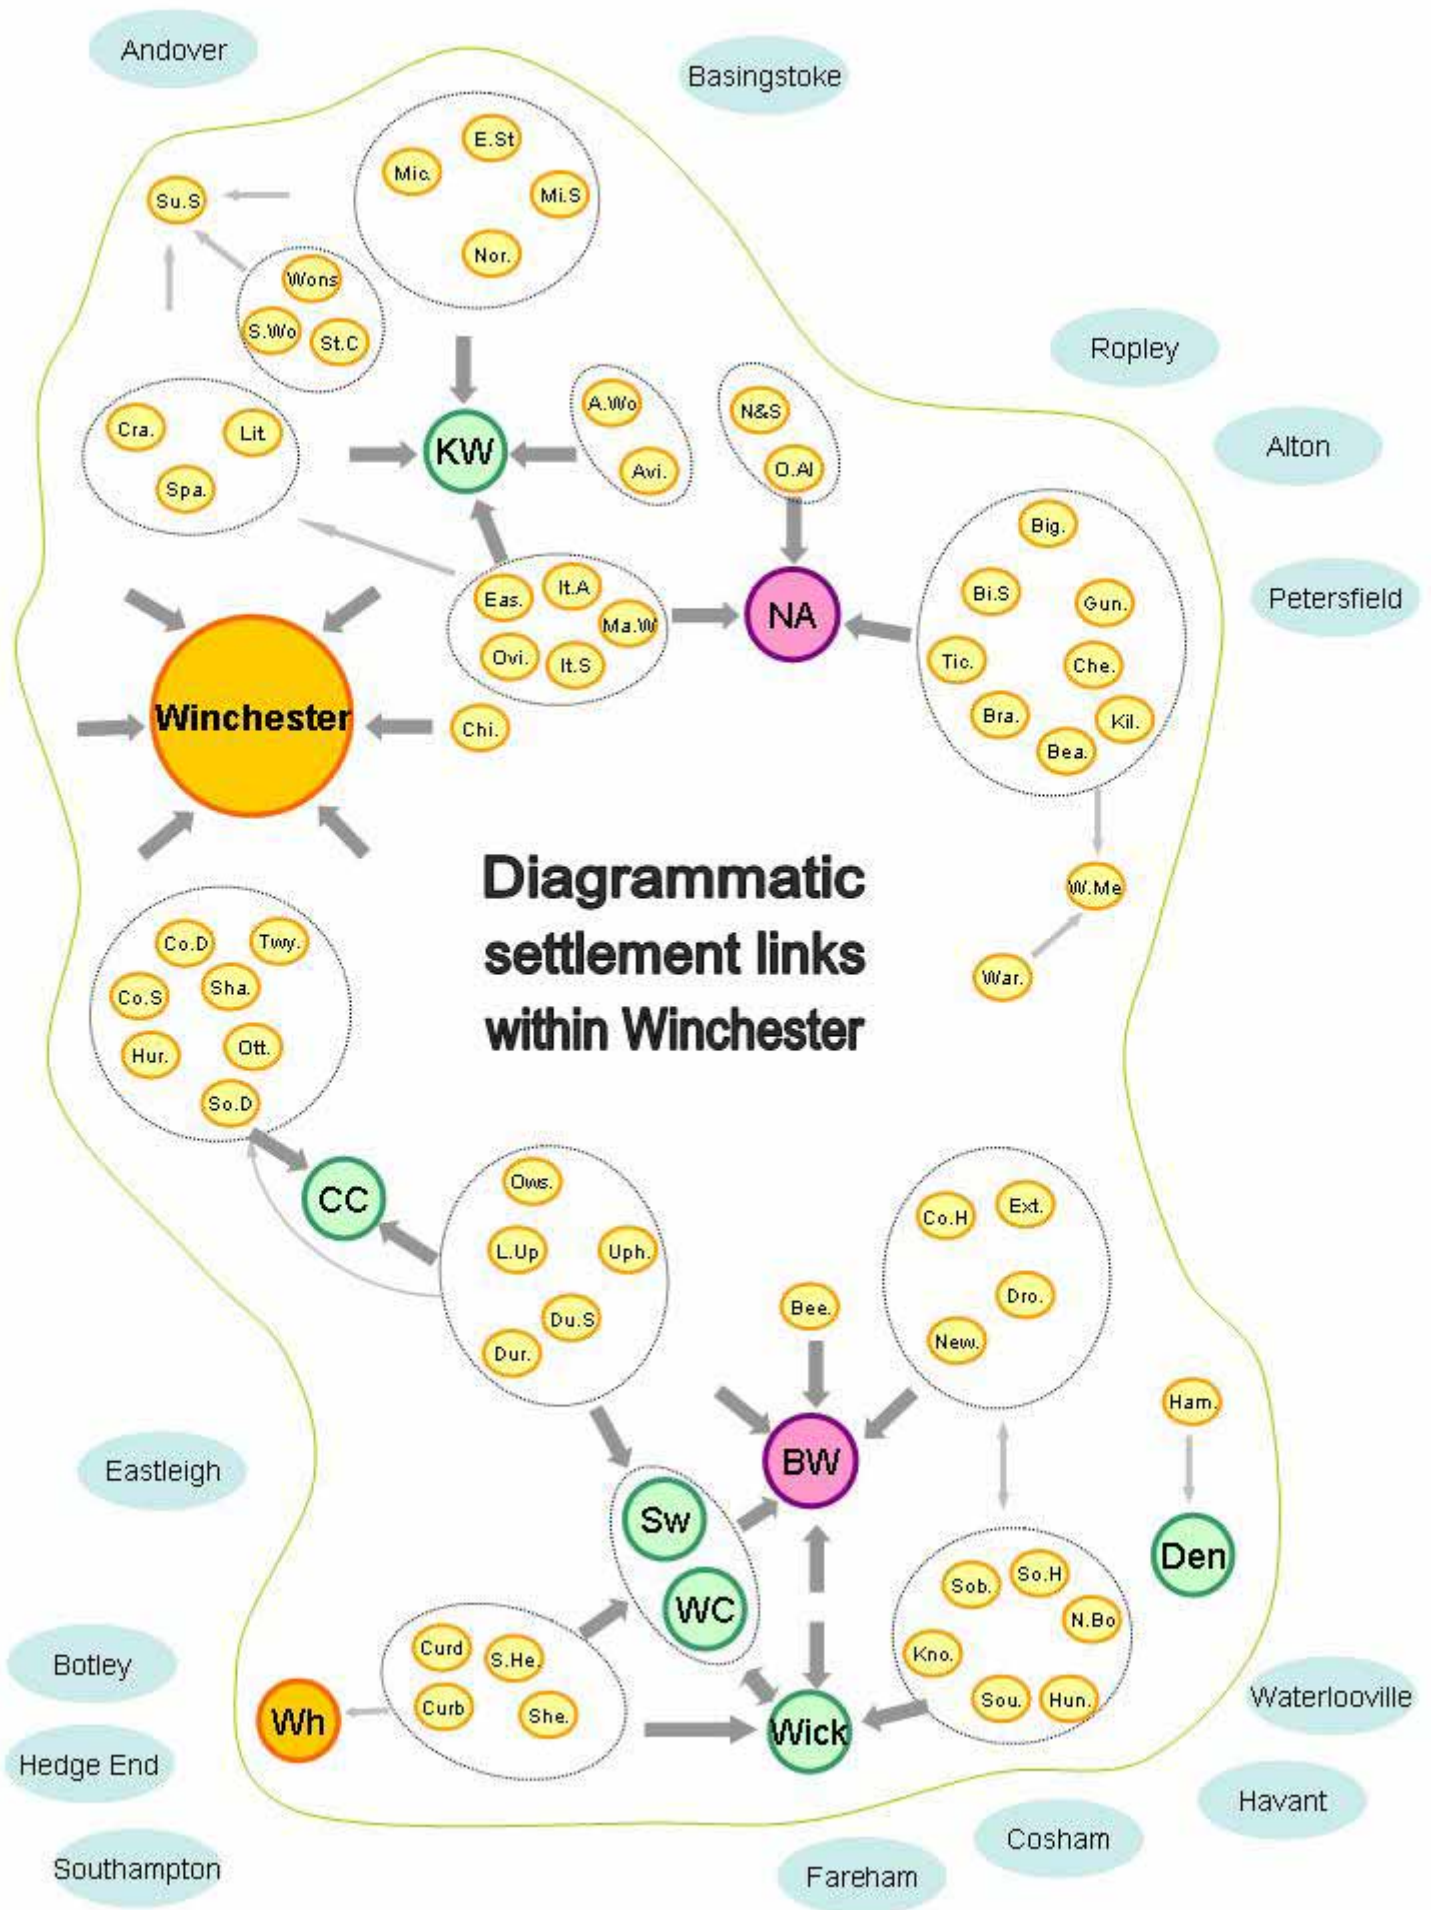 Andover
Basingstoke
E.St
Mic.
Mi.S
Su.S
Nor.
Wons
S.Wo
St.C
Ropley
A.Wo
N&S
Cra.
Lit.
KW
Alton
Avi.
O.Al
Spa.
Big.
It.A
Bi.S
Eas.
Gun.
Petersfield
NA
Ma.W
Ovi.
It.S
Tic.
Che.
Bra.
Kil.
Winchester
Chi.
Bea.
Diagrammatic
settlement links
within Winchester
W.Me
Co.D
Twy.
War.
Co.S
Sha.
Hur.
Ott.
So.D
Ows.
CC
Co.H
Ext.
L.Up
Uph.
Bee.
Dro.
Du.S
New.
Dur.
Ham.
Eastleigh
BW
Sw
Den
So.H
Sob.
WC
N.Bo
Curd
S.He.
Kno.
Botley
Curb
She.
Sou.
Hun.
Waterlooville
Wh
Wick
Hedge End
Havant
Cosham
Southampton
Fareham